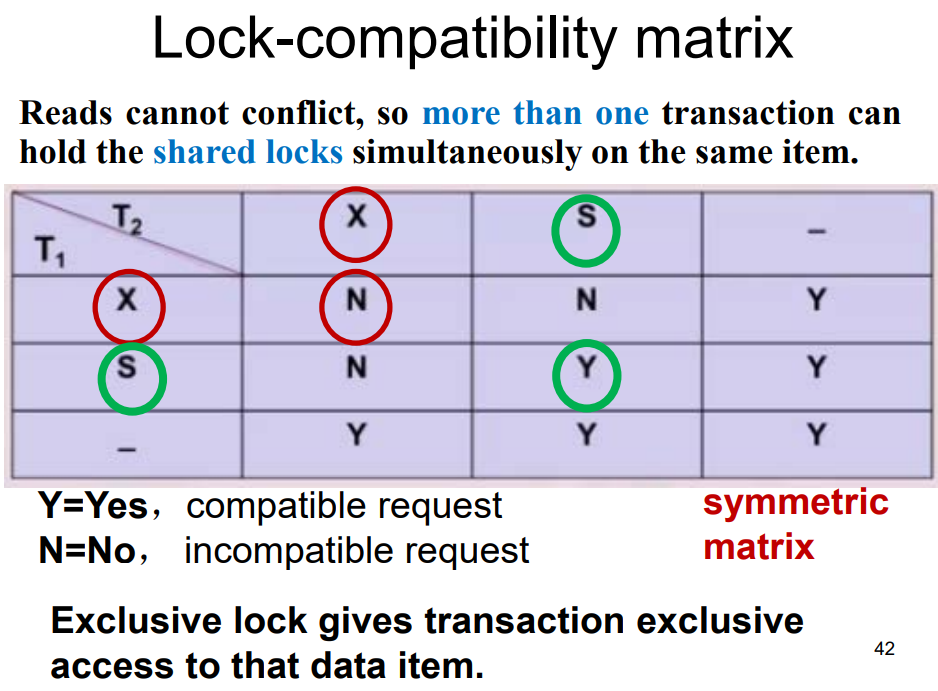 Lock-compatibility matrix
Reads cannot conflict, so more than one transaction can
hold the shared locks simultaneously on the same item.
T₂ X S –
T₁
X N N Y
S N Y Y
– Y Y Y
Y=Yes， compatible request
N=No， incompatible request
symmetric
matrix
Exclusive lock gives transaction exclusive
access to that data item.
42